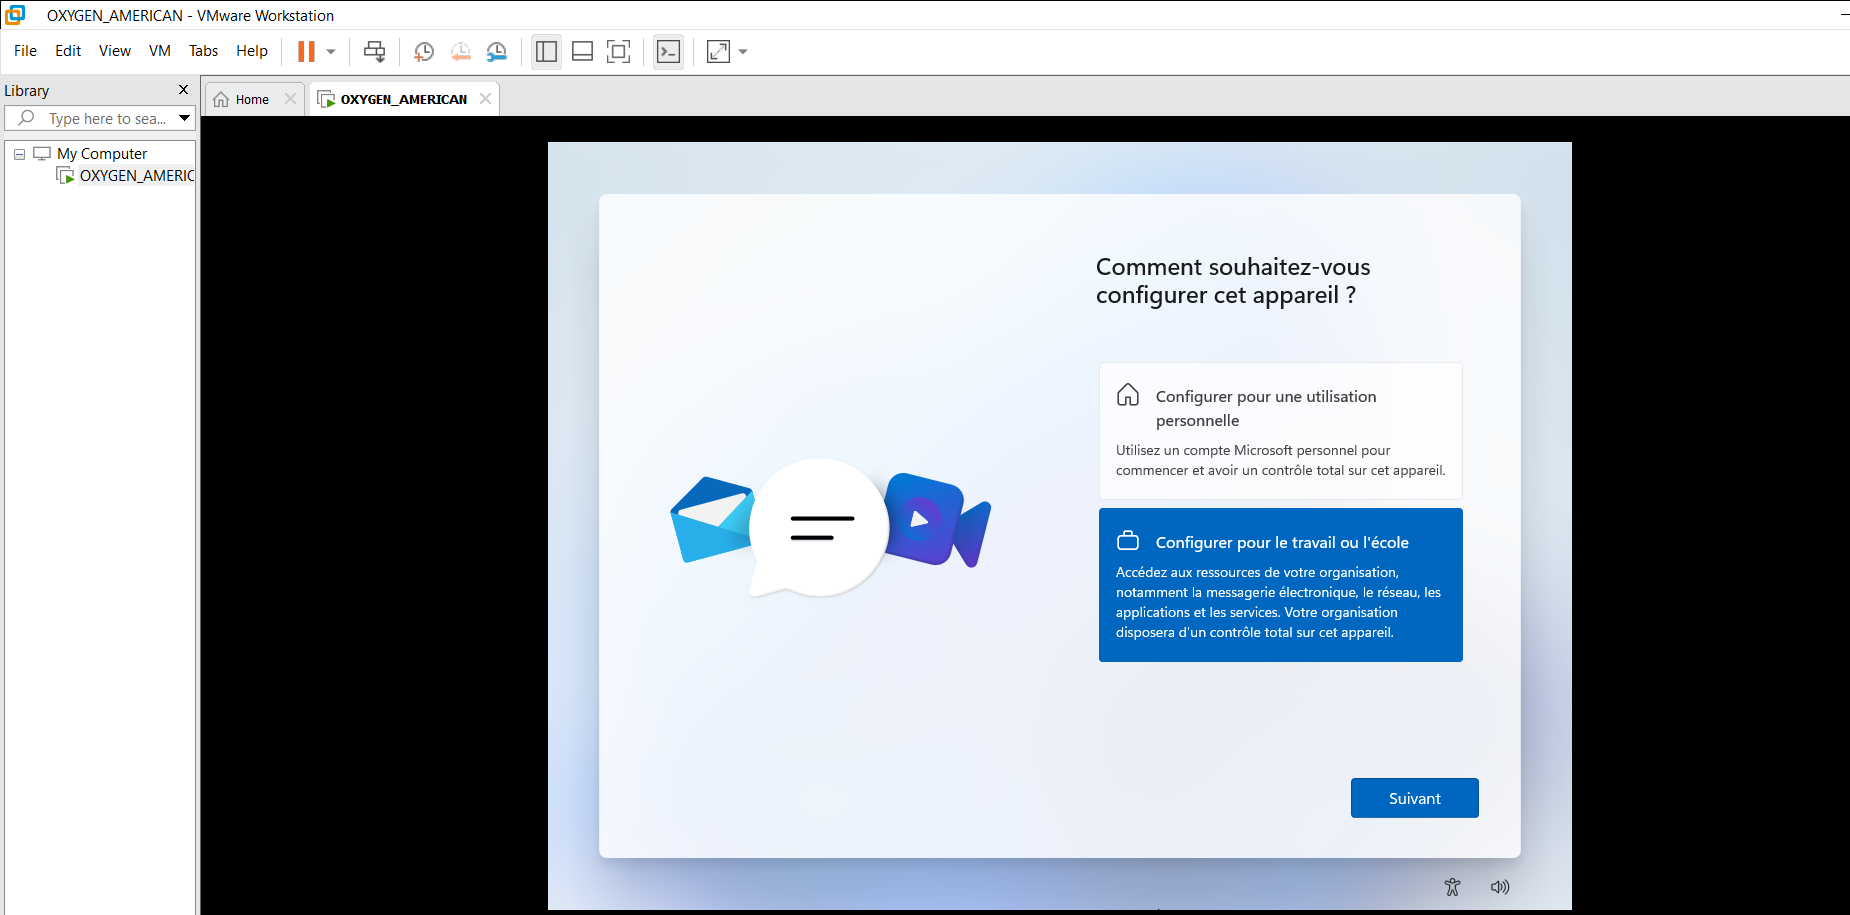 OXYGEN_AMERICAN - VMware Workstation
File Edit View VM Tabs Help
Library
Home
OXYGEN_AMERICAN
Type here to sea...
My Computer
OXYGEN_AMERIC
Comment souhaitez-vous
configurer cet appareil ?
Configurer pour une utilisation
personnelle
Utilisez un compte Microsoft personnel pour
commencer et avoir un contrôle total sur cet appareil.
Configurer pour le travail ou l'école
Accédez aux ressources de votre organisation,
notamment la messagerie électronique, le réseau, les
applications et les services. Votre organisation
disposera d'un contrôle total sur cet appareil.
Suivant